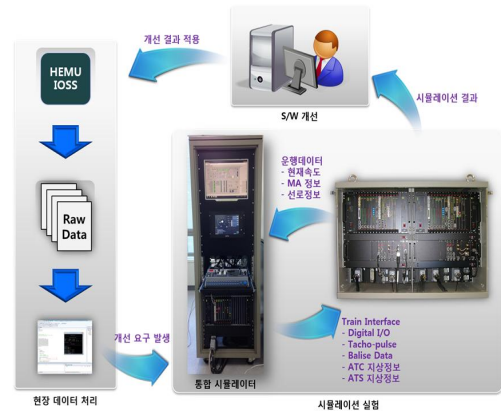 개선 결과 적용
HEMU
IOSS
S/W 개선
시뮬레이션 결과
운행데이터
- 현재속도
- MA 정보
- 선로정보
Raw
Data
개선 요구 발생
Train Interface
- Digital I/O
- Tacho-pulse
- Balise Data
- ATC 지상정보
- ATS 지상정보
통합 시뮬레이터
현장 데이터 처리
시뮬레이션 실험